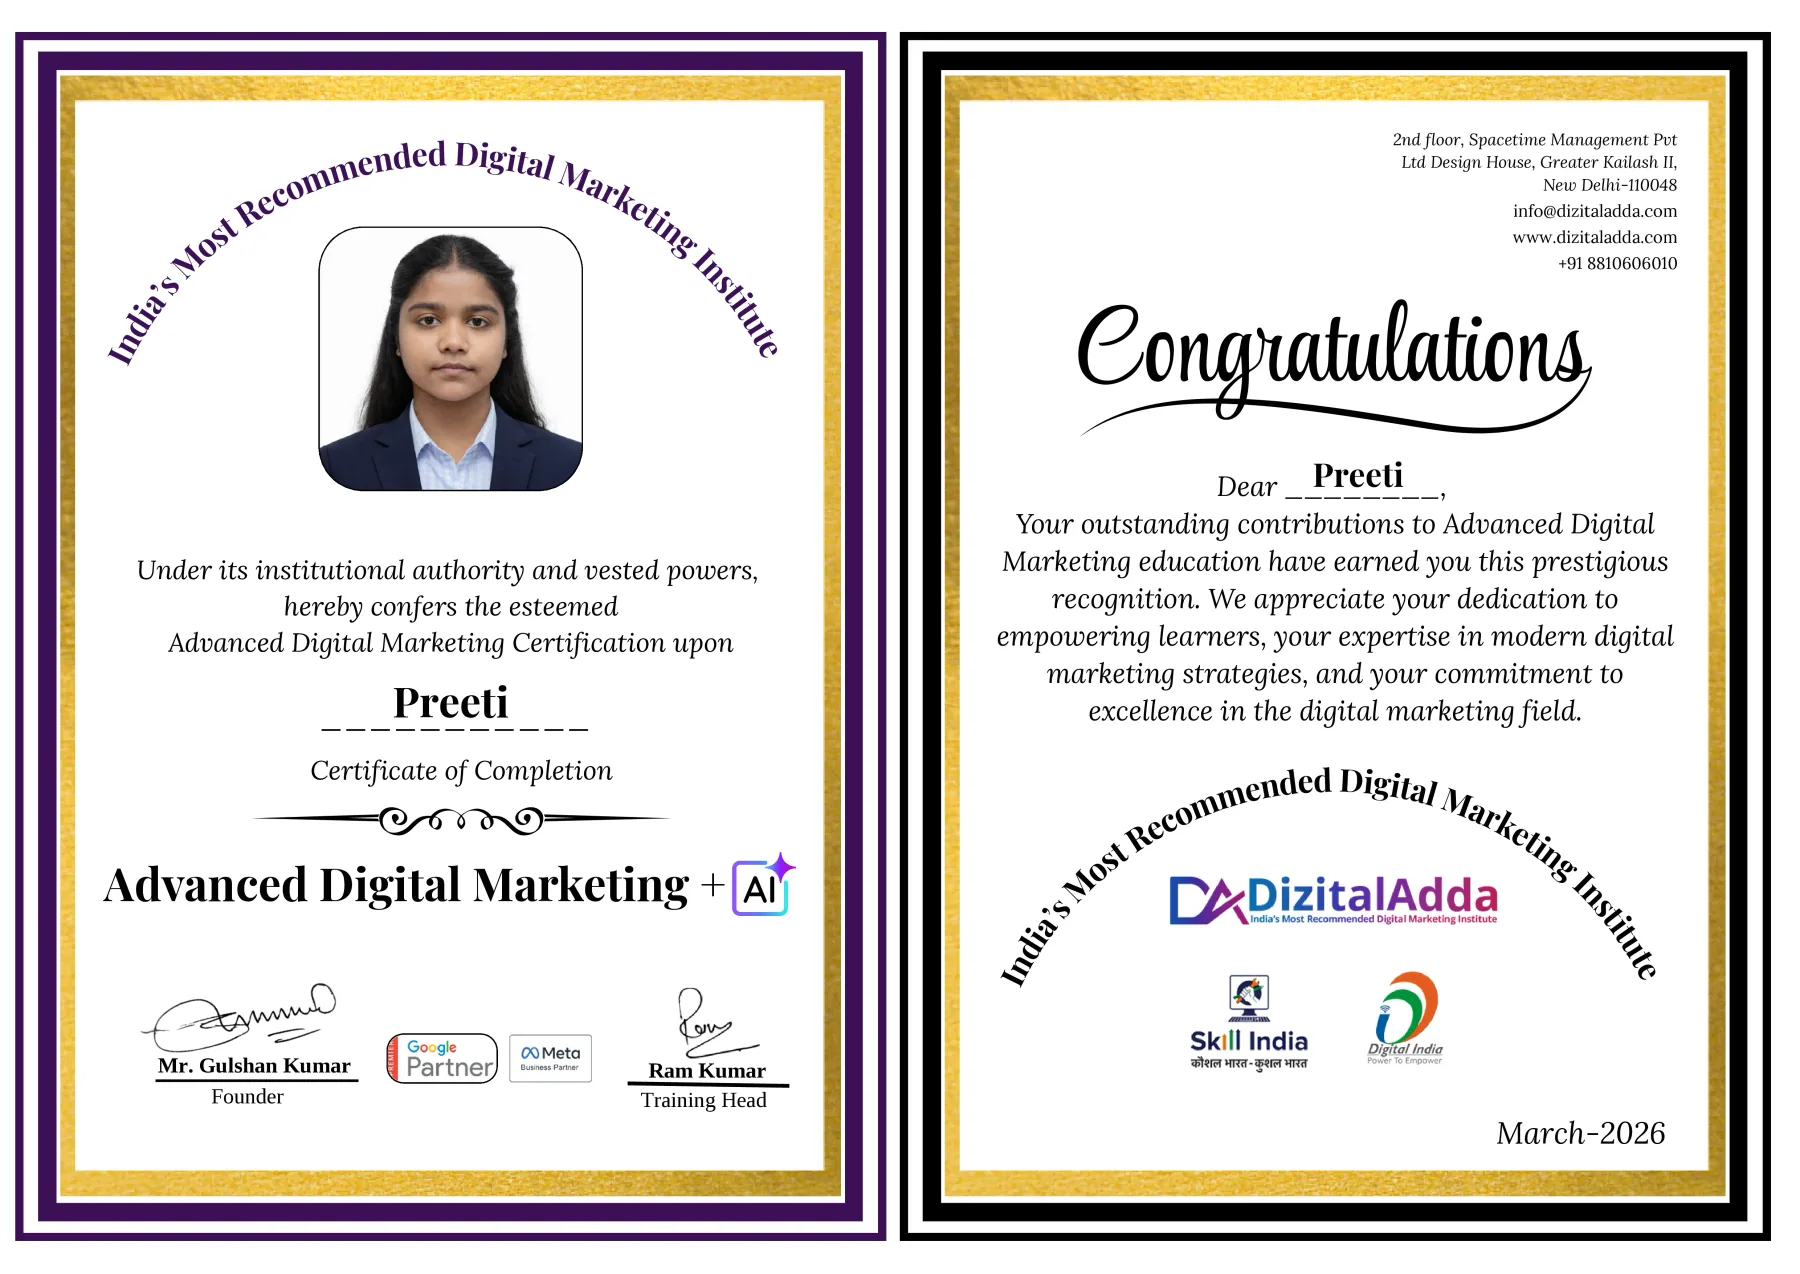 India's Most Recommended Digital Marketing Institute
Under its institutional authority and vested powers,
hereby confers the esteemed
Advanced Digital Marketing Certification upon
Preeti
___________
Certificate of Completion
Advanced Digital Marketing + AI
Mr. Gulshan Kumar
Founder
PREMIER
Google
Partner
Meta
Business Partner
Ram Kumar
Training Head
2nd floor, Spacetime Management Pvt
Ltd Design House, Greater Kailash II,
New Delhi-110048
info@dizitaladda.com
www.dizitaladda.com
+91 8810606010
Congratulations
Dear Preeti,
Your outstanding contributions to Advanced Digital
Marketing education have earned you this prestigious
recognition. We appreciate your dedication to
empowering learners, your expertise in modern digital
marketing strategies, and your commitment to
excellence in the digital marketing field.
India's Most Recommended Digital Marketing Institute
DA DizitalAdda
India's Most Recommended Digital Marketing Institute
Skill India
कौशल भारत-कुशल भारत
Digital India
Power To Empower
March-2026